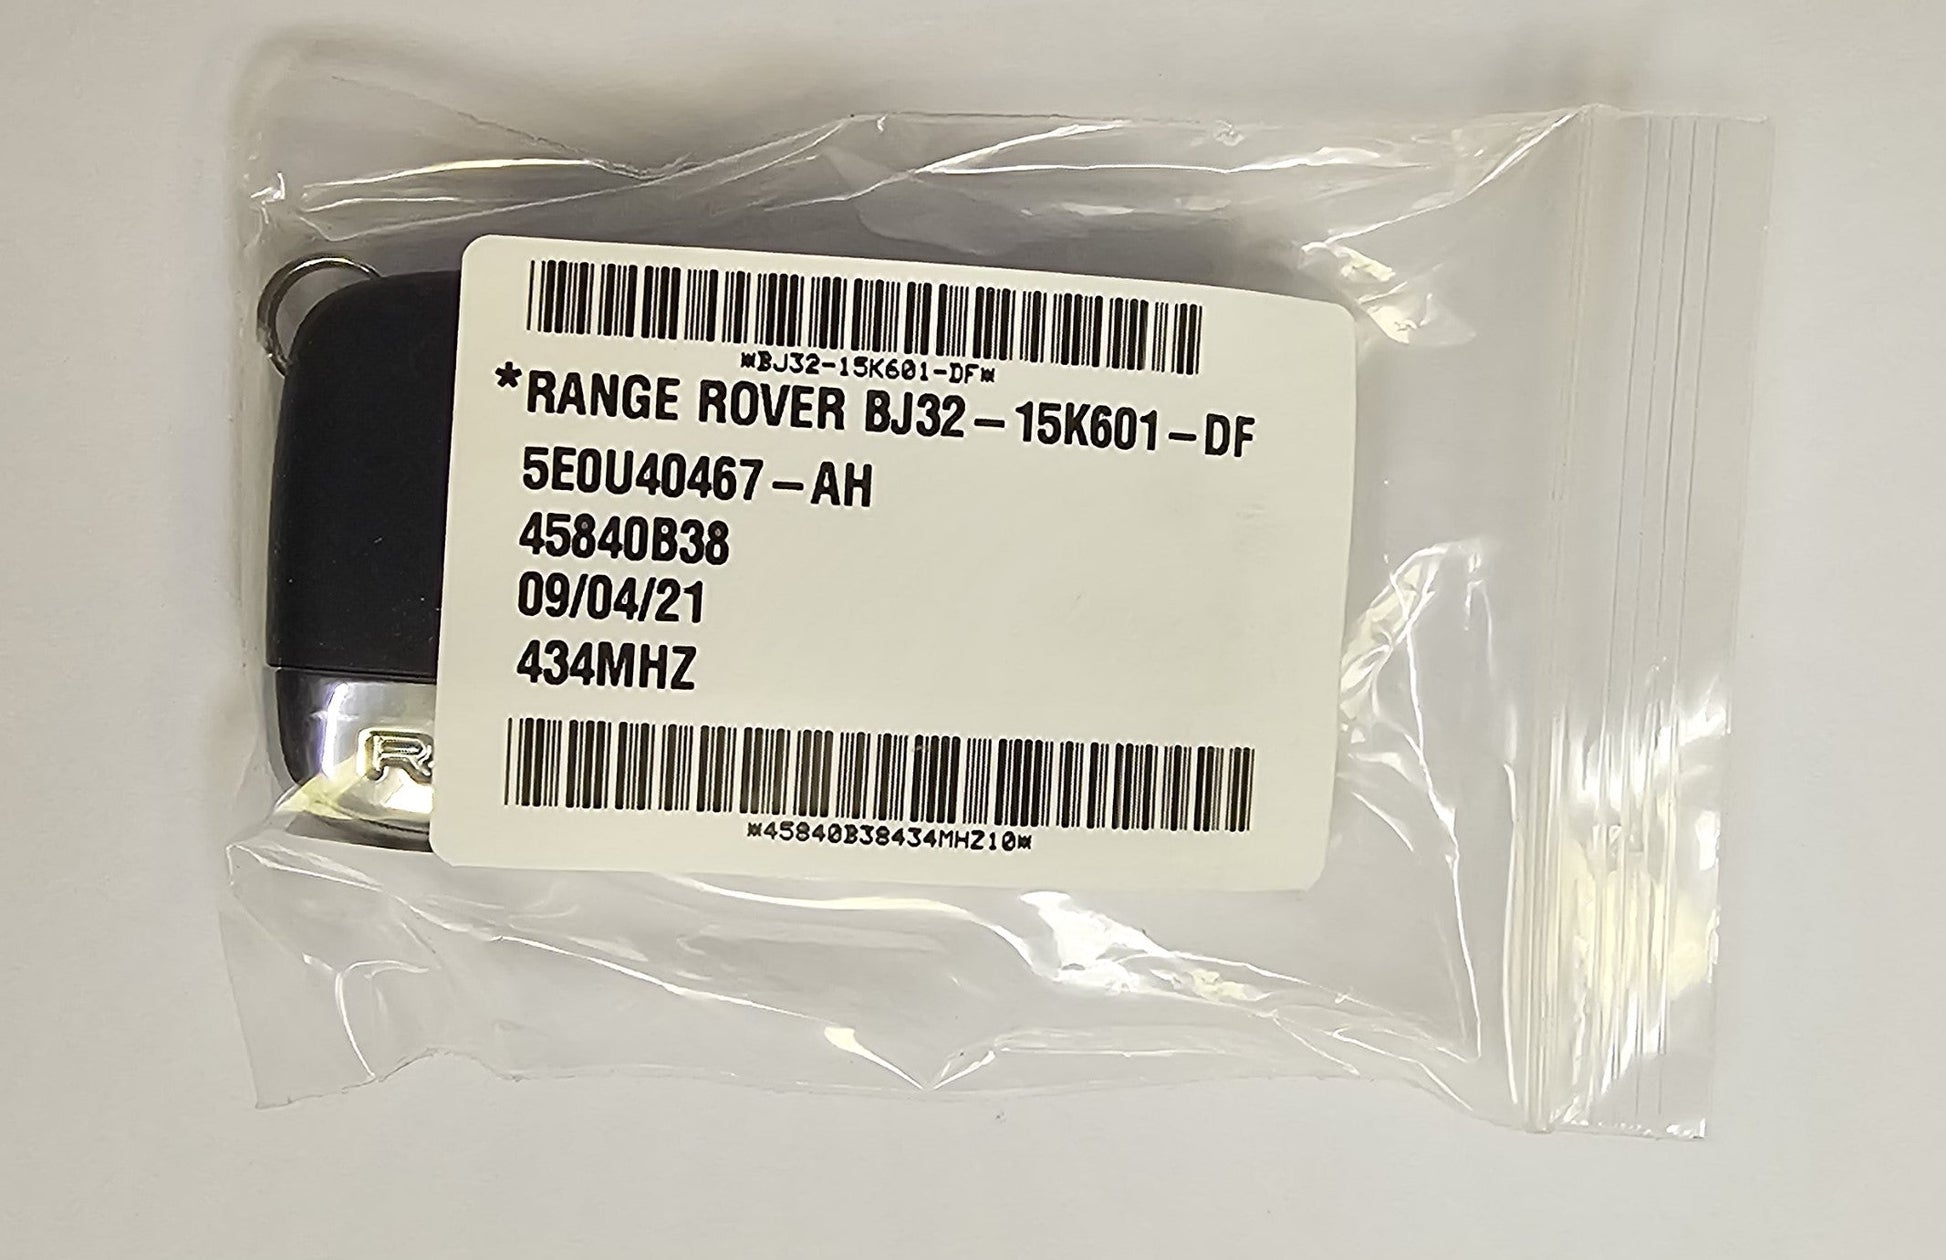 *BJ32-15K601-DF*
*RANGE ROVER BJ32-15K601-DF
5E0U40467-AH
45840B38
09/04/21
434MHZ
R
*45840B38434MHZ10*